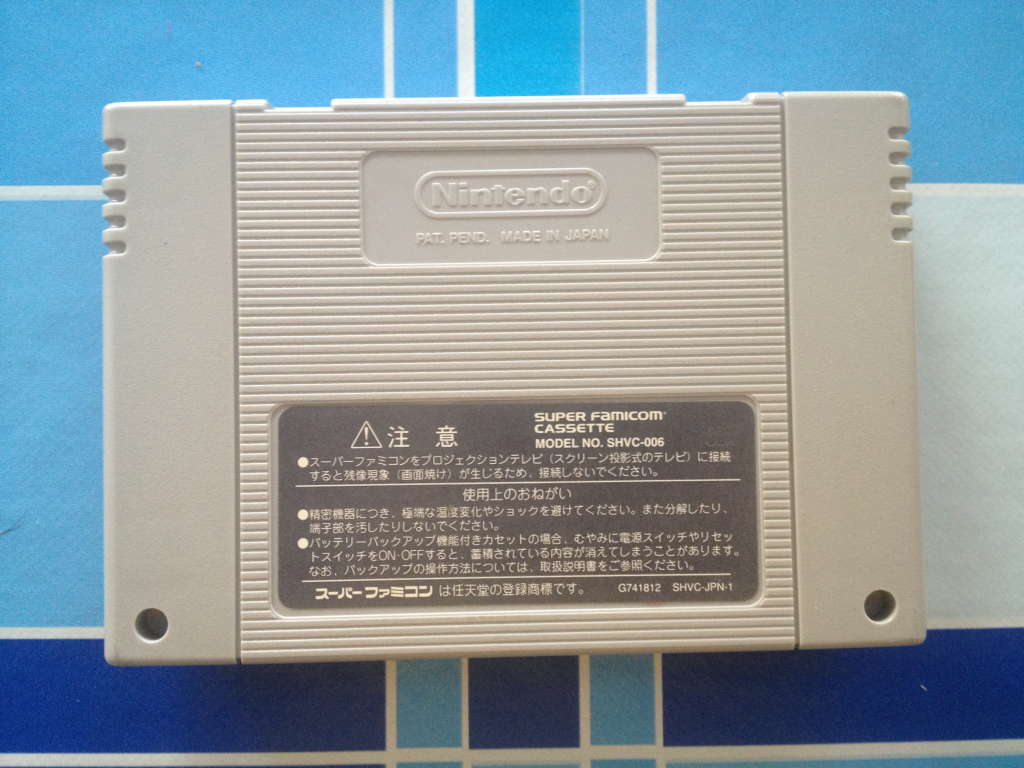 Nintendo®
PAT. PEND. MADE IN JAPAN
SUPER FAMICOM®
CASSETTE
注 意
MODEL NO. SHVC-006
●スーパーファミコンをプロジェクションテレビ（スクリーン投影式のテレビ）に接続
すると残像現象（画面焼け）が生じるため、接続しないでください。
使用上のおねがい
●精密機器につき、極端な温度変化やショックを避けてください。また分解したり、
端子部を汚したりしないでください。
●バッテリーバックアップ機能付きカセットの場合、むやみに電源スイッチやリセッ
トスイッチをON·OFFすると、蓄積されている内容が消えてしまうことがあります。
なお、バックアップの操作方法については、取扱説明書をご参照ください。
スーパーファミコン は任天堂の登録商標です。 G741812 SHVC-JPN-1